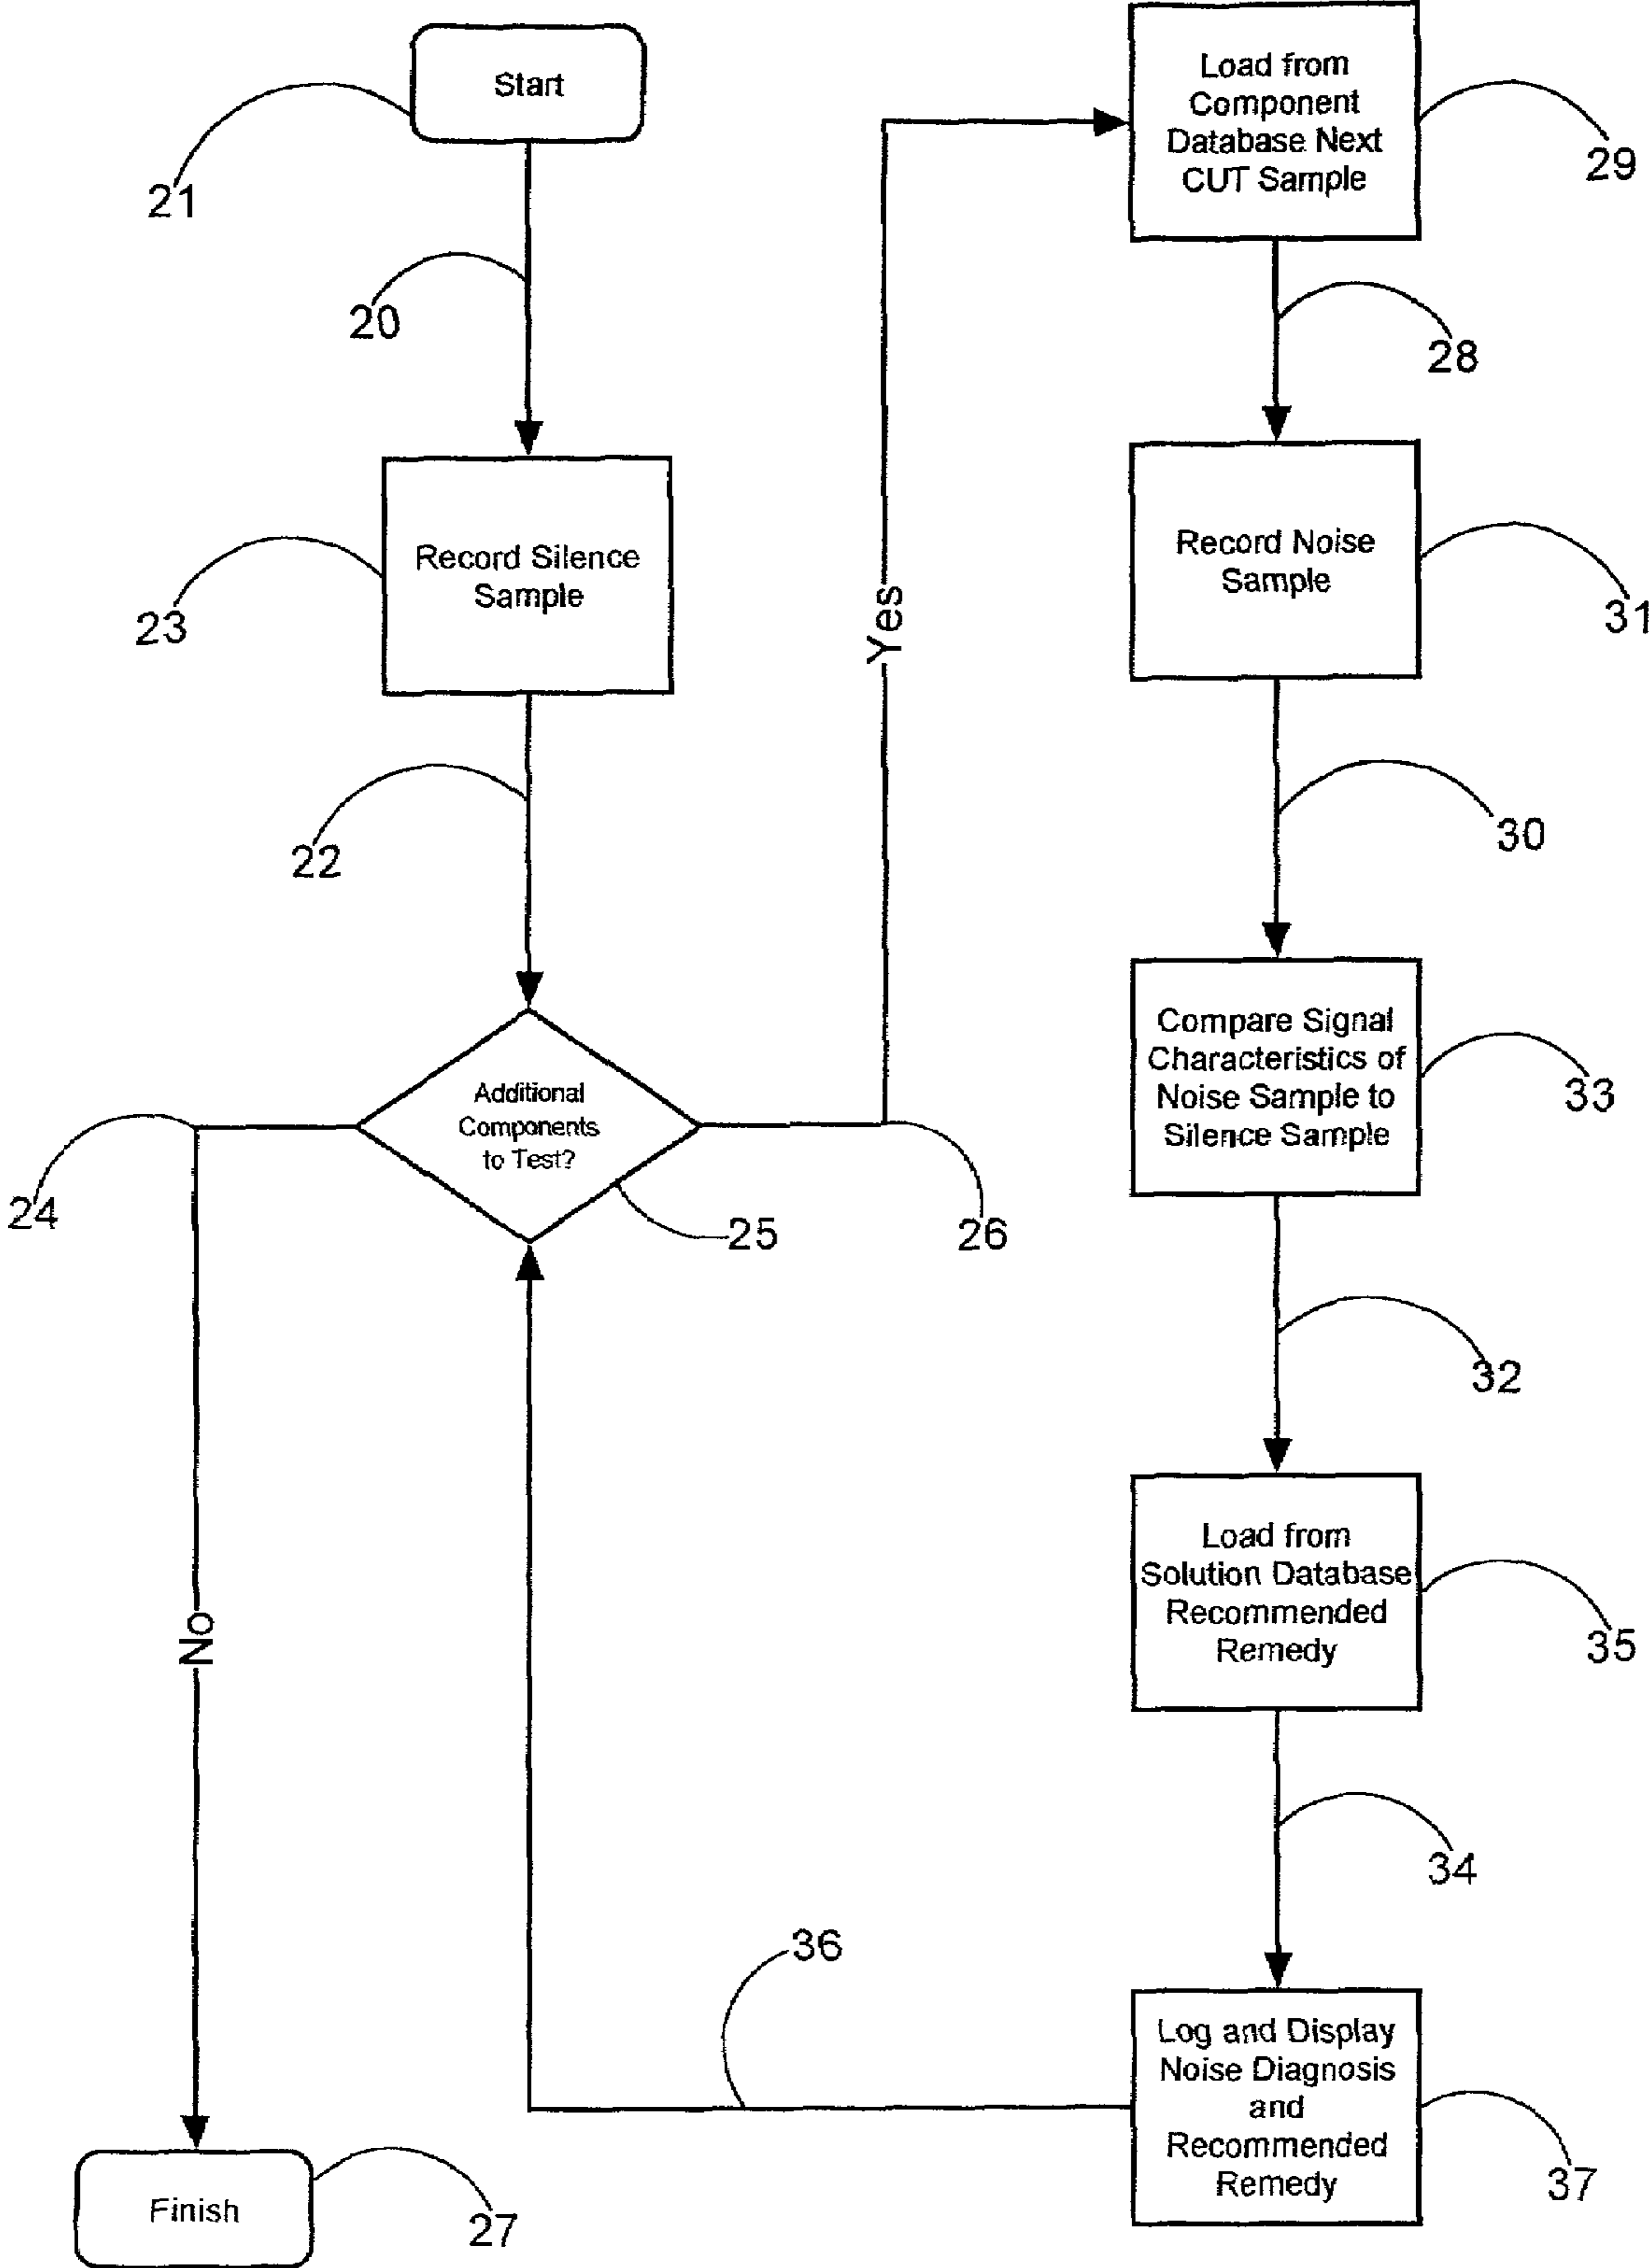 Start
21
20
Record Silence
Sample
23
22
Additional
Components
to Test?
24
25
26
No
Finish
27
Yes
Load from
Component
Database Next
CUT Sample
29
28
Record Noise
Sample
31
30
Compare Signal
Characteristics of
Noise Sample to
Silence Sample
33
32
Load from
Solution Database
Recommended
Remedy
35
34
Log and Display
Noise Diagnosis
and
Recommended
Remedy
37
36